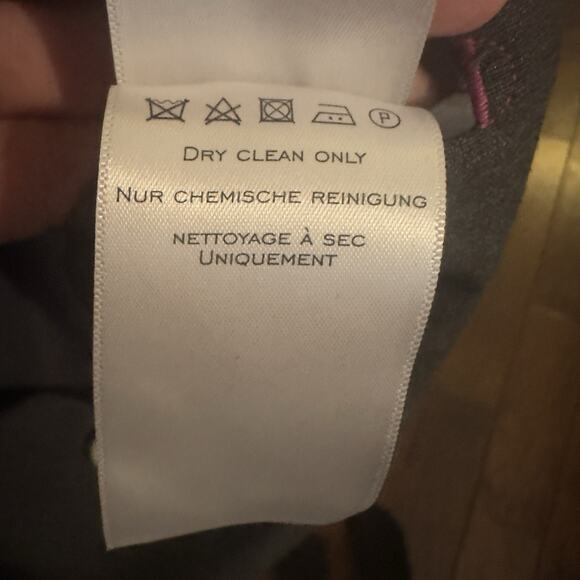 P
DRY CLEAN ONLY
NUR CHEMISCHE REINIGUNG
NETTOYAGE À SEC
UNIQUEMENT